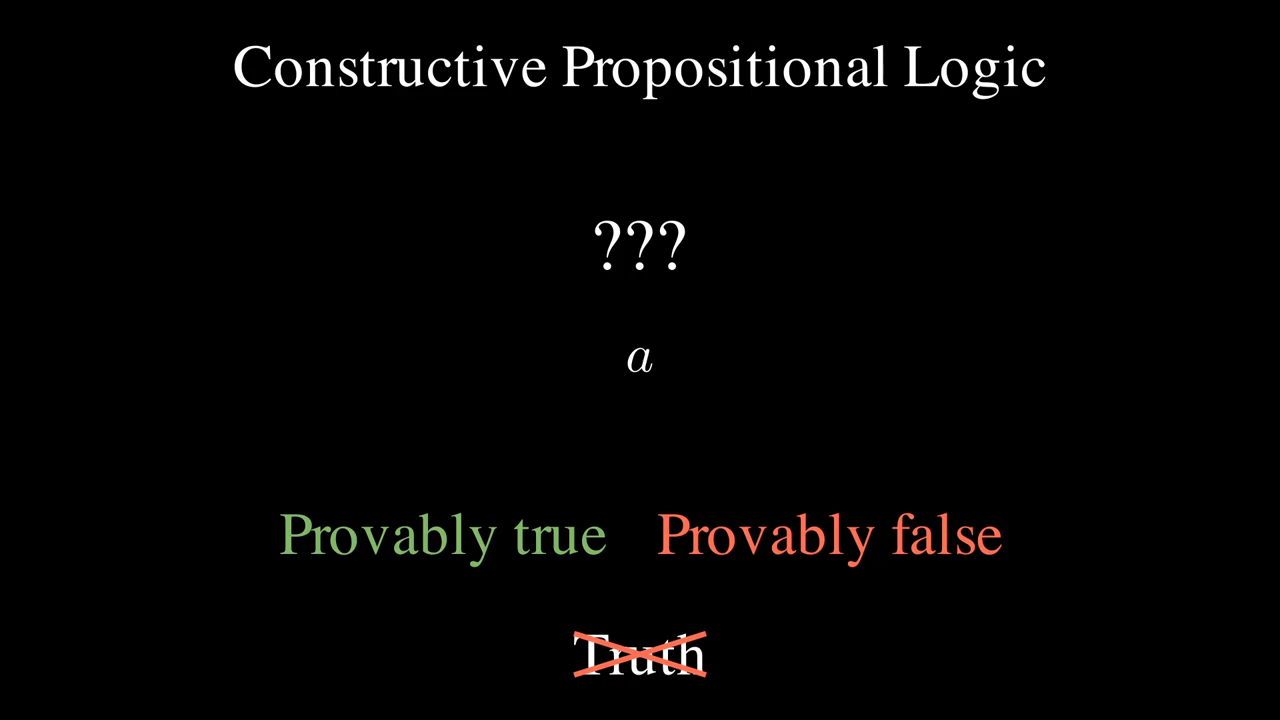 Constructive Propositional Logic
???
a
Provably true Provably false
Truth